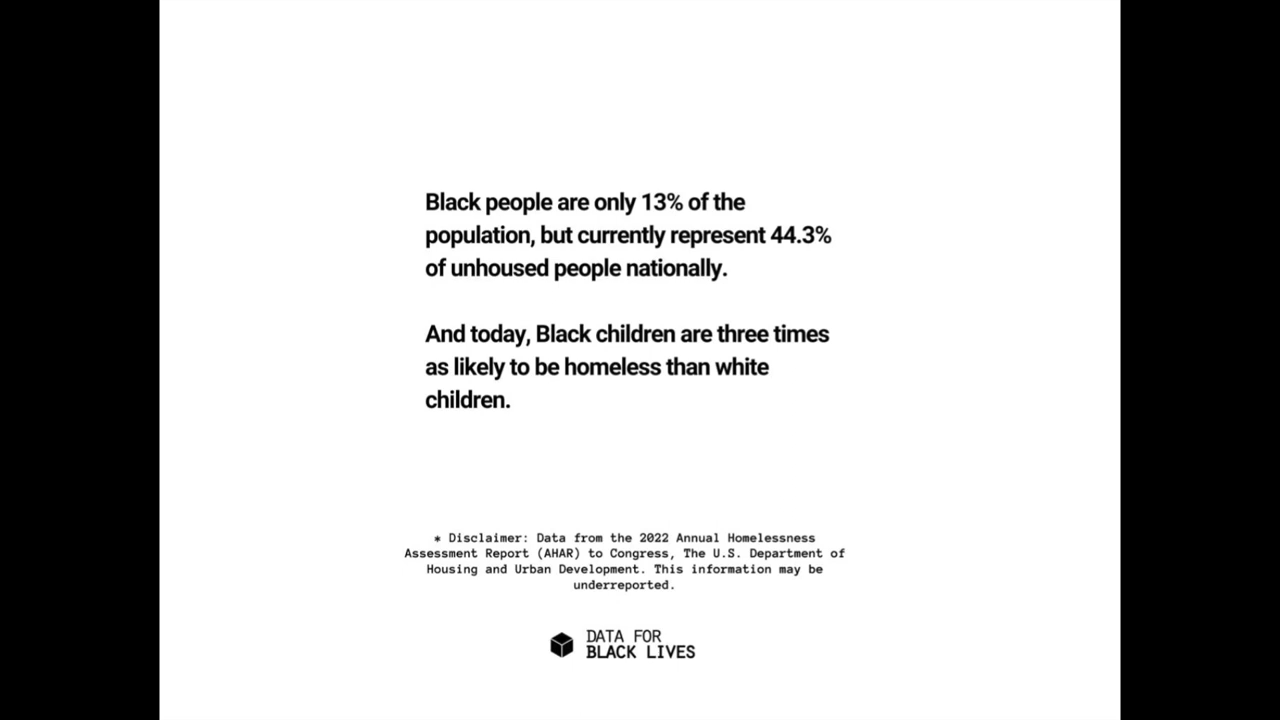 Black people are only 13% of the
population, but currently represent 44.3%
of unhoused people nationally.
And today, Black children are three times
as likely to be homeless than white
children.
* Disclaimer: Data from the 2022 Annual Homelessness
Assessment Report (AHAR) to Congress, The U.S. Department of
Housing and Urban Development. This information may be
underreported.
DATA FOR
BLACK LIVES